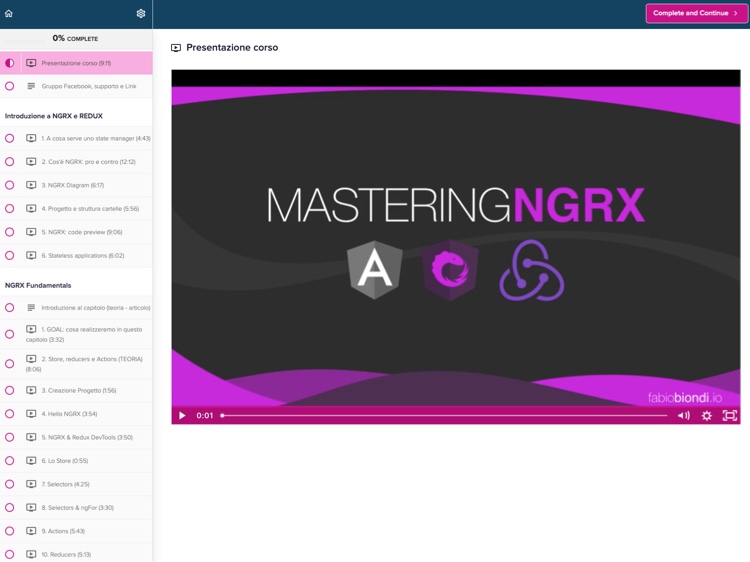 0% COMPLETE
Complete and Continue
Presentazione corso (9:11)
Gruppo Facebook, supporto e Link
Introduzione a NGRX e REDUX
1. A cosa serve uno state manager (4:43)
2. Cos'è NGRX: pro e contro (12:12)
3. NGRX Diagram (6:17)
4. Progetto e struttura cartelle (5:56)
5. NGRX: code preview (9:06)
6. Stateless applications (6:02)
NGRX Fundamentals
Introduzione al capitolo (teoria - articolo)
1. GOAL: cosa realizzeremo in questo
capitolo (3:32)
2. Store, reducers e Actions (TEORIA)
(8:06)
3. Creazione Progetto (1:56)
4. Hello NGRX (3:54)
5. NGRX & Redux DevTools (3:50)
6. Lo Store (0:55)
7. Selectors (4:25)
8. Selectors & ngFor (3:30)
9. Actions (5:43)
10. Reducers (5:13)
Presentazione corso
MASTERINGNGRX
A
fabiobiondi.io
0:01